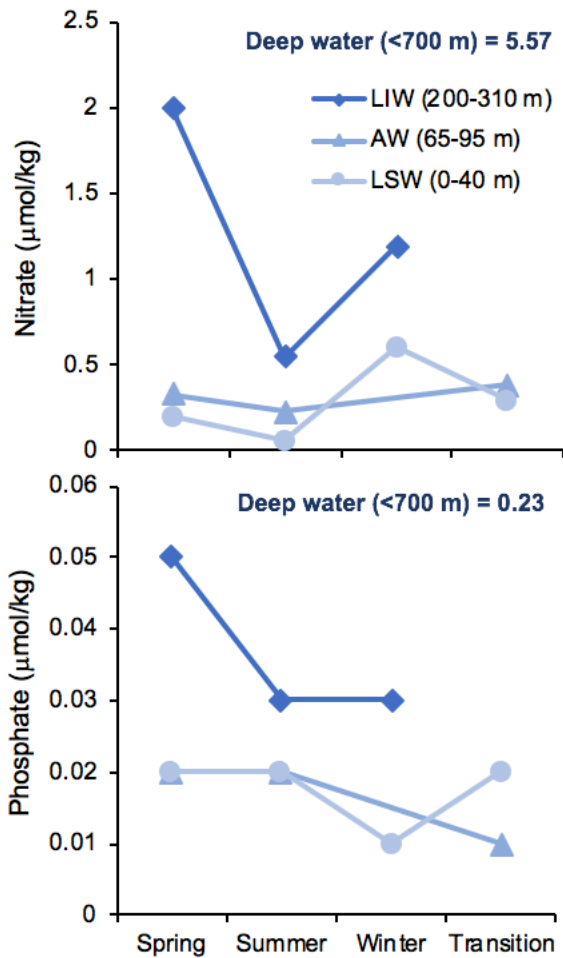 2.5
Deep water (<700 m) = 5.57
LIW (200-310 m)
2
AW (65-95 m)
LSW (0-40 m)
1.5
Nitrate (μmol/kg)
1
0.5
0
0.06
Deep water (<700 m) = 0.23
0.05
0.04
0.03
Phosphate (μmol/kg)
0.02
0.01
0
Spring Summer Winter Transition